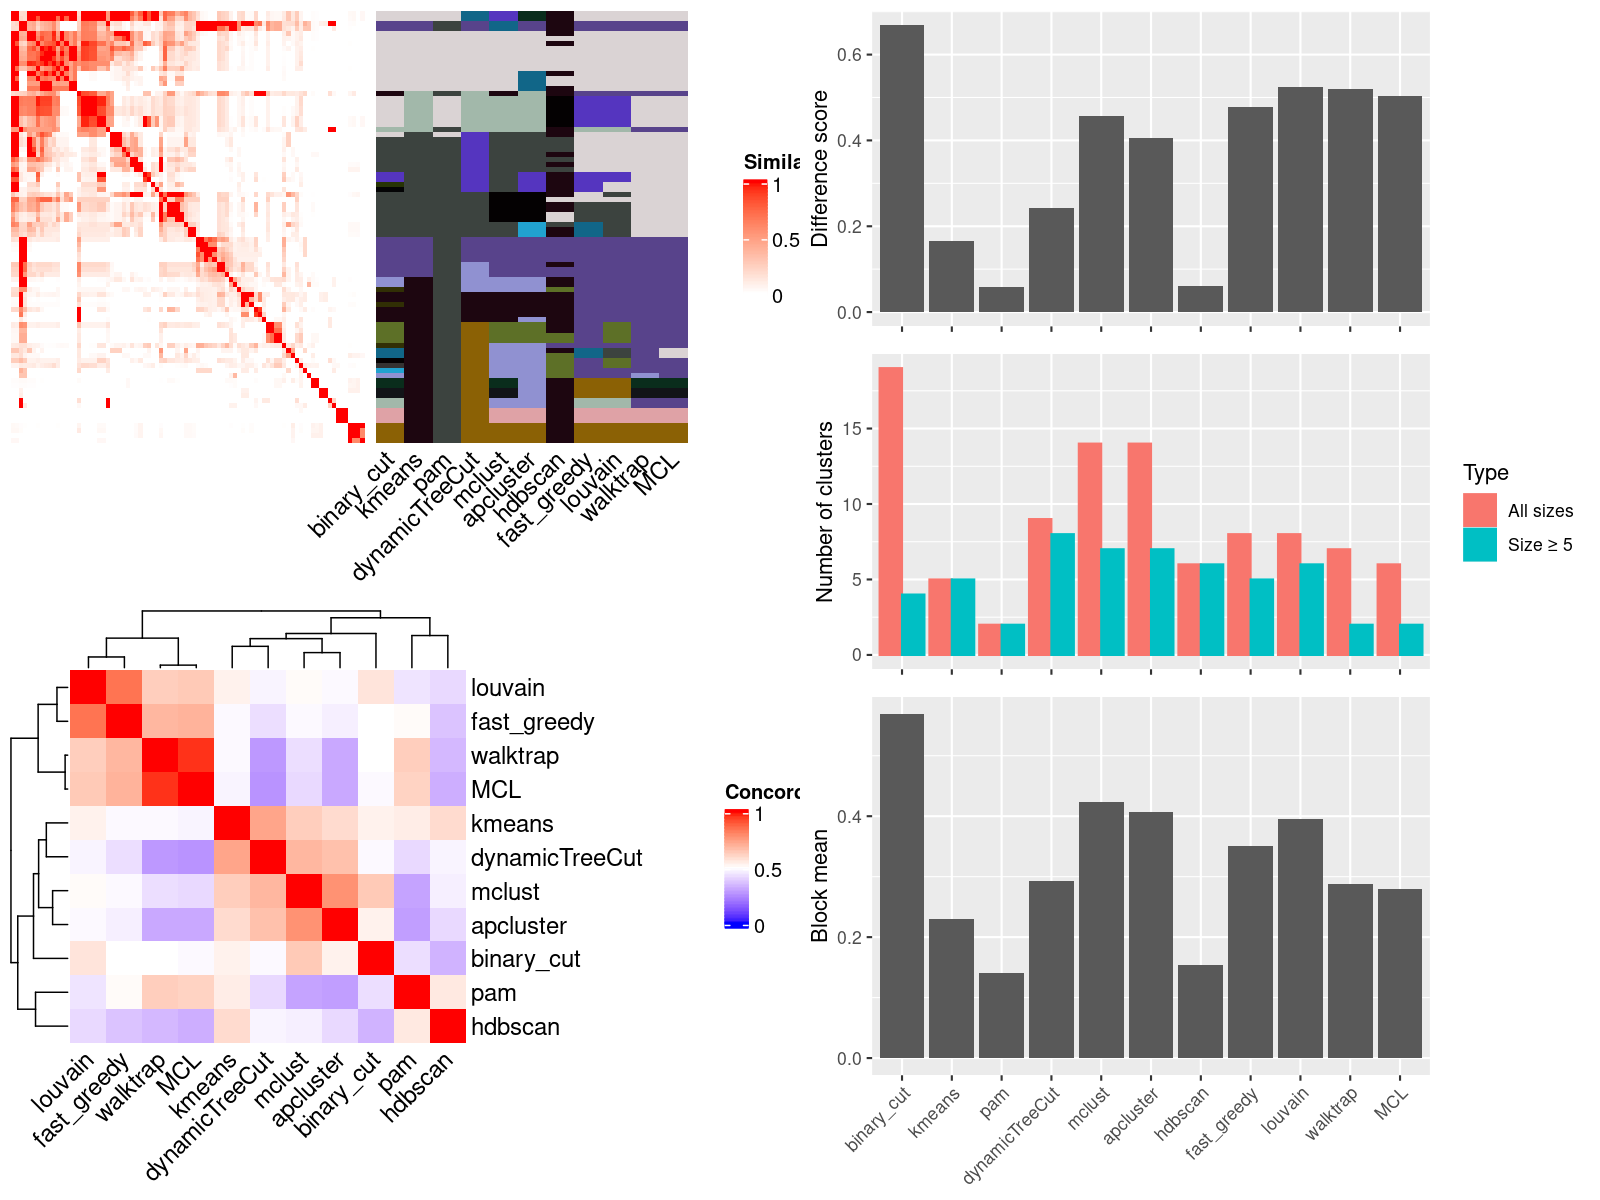 Simila
1
0.5
0
binary_cut
kmeans
pam
dynamicTreeCut
mclust
apcluster
hdbscan
fast_greedy
louvain
walktrap
MCL
Difference score
0.6
0.4
0.2
0.0
Number of clusters
15
10
5
0
Type
All sizes
Size ≥ 5
louvain
fast_greedy
walktrap
MCL
kmeans
dynamicTreeCut
mclust
apcluster
binary_cut
pam
hdbscan
louvain
fast_greedy
walktrap
MCL
kmeans
dynamicTreeCut
mclust
apcluster
binary_cut
pam
hdbscan
Concord
1
0.5
0
Block mean
0.4
0.2
0.0
binary_cut
kmeans
pam
dynamicTreeCut
mclust
apcluster
hdbscan
fast_greedy
louvain
walktrap
MCL